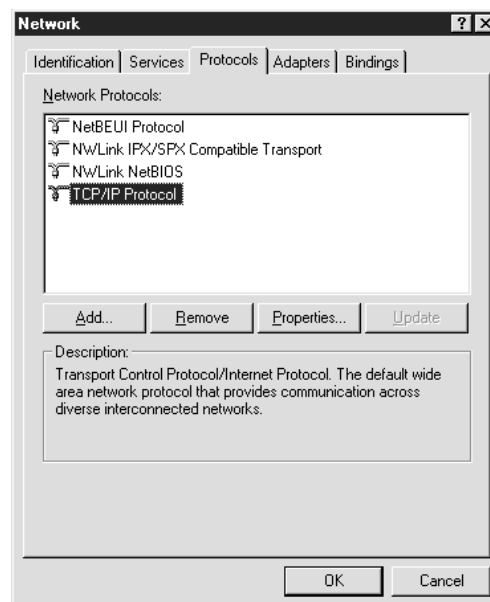 Network
Identification Services Protocols Adapters Bindings
Network Protocols:
NetBEUI Protocol
NWLink IPX/SPX Compatible Transport
NWLink NetBIOS
TCP/IP Protocol
Add... Remove Properties... Update
Description:
Transport Control Protocol/Internet Protocol. The default wide
area network protocol that provides communication across
diverse interconnected networks.
OK Cancel